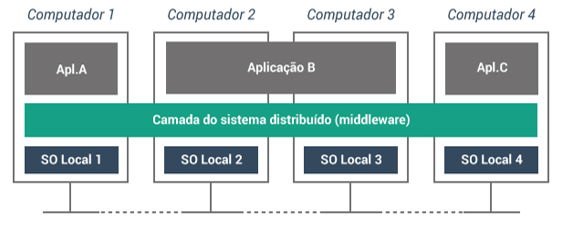 Computador 1 Computador 2 Computador 3 Computador 4
Apl.A Aplicação B Apl.C
Camada do sistema distribuído (middleware)
SO Local 1 SO Local 2 SO Local 3 SO Local 4